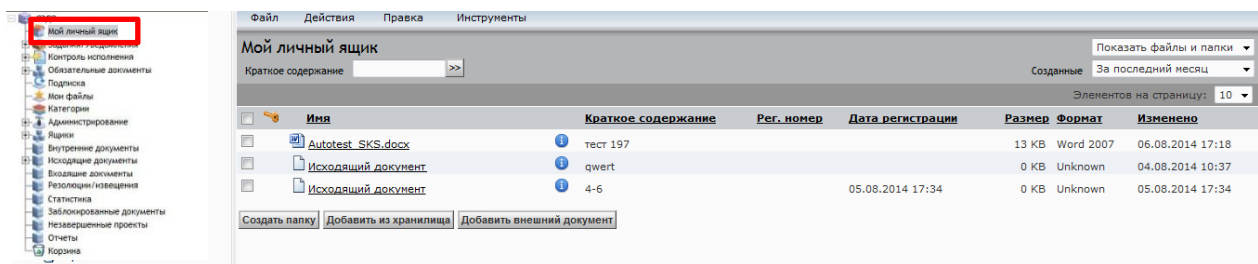 Мой личный ящик
Контроль исполнения
Обязательные документы
Подписка
Мои файлы
Категории
Администрирование
Ящики
Внутренние документы
Исходящие документы
Входящие документы
Резолюции/извещения
Статистика
Заблокированные документы
Незавершенные проекты
Отчеты
Корзина
Файл Действия Правка Инструменты
Мой личный ящик Показать файлы и папки
Краткое содержание >> Созданные За последний месяц
Элементов на страницу: 10
Имя Краткое содержание Рег. номер Дата регистрации Размер Формат Изменено
Autotest_SKS.docx тест 197 13 KB Word 2007 06.08.2014 17:18
Исходящий документ qwert 0 KB Unknown 04.08.2014 10:37
Исходящий документ 4-6 05.08.2014 17:34 0 KB Unknown 05.08.2014 17:34
Создать папку Добавить из хранилища Добавить внешний документ